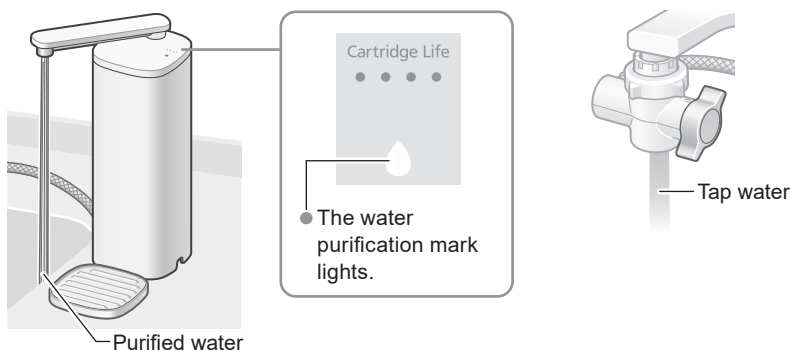 Cartridge Life
The water
purification mark
lights.
Tap water
Purified water